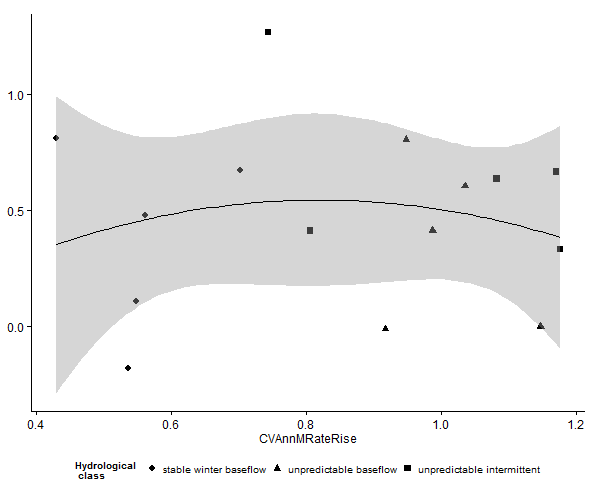 1.0
0.5
0.0
0.4 0.6 0.8 1.0 1.2
CVAnnMRateRise
Hydrological
class
stable winter baseflow unpredictable baseflow unpredictable intermittent